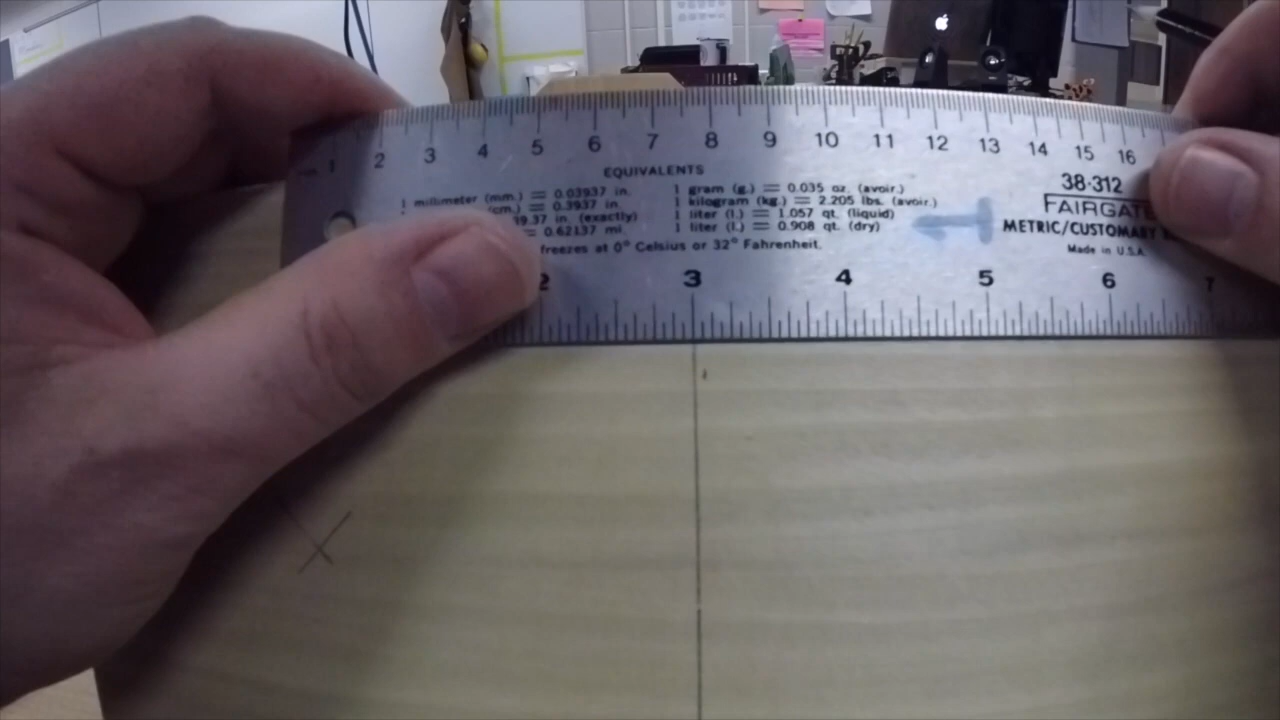 1 2 3 4 5 6 7 8 9 10 11 12 13 14 15 16
EQUIVALENTS
1 millimeter (mm.) = 0.03937 in.
(cm.) = 0.3937 in.
39.37 in. (exactly)
= 0.62137 mi.
freezes at 0° Celsius or 32° Fahrenheit.
1 gram (g.) = 0.035 oz. (avoir.)
1 kilogram (kg.) = 2.205 lbs. (avoir.)
1 liter (l.) = 1.057 qt. (liquid)
1 liter (l.) = 0.908 qt. (dry)
38-312
FAIRGATE
METRIC/CUSTOMARY
Made in U.S.A.
2 3 4 5 6 7